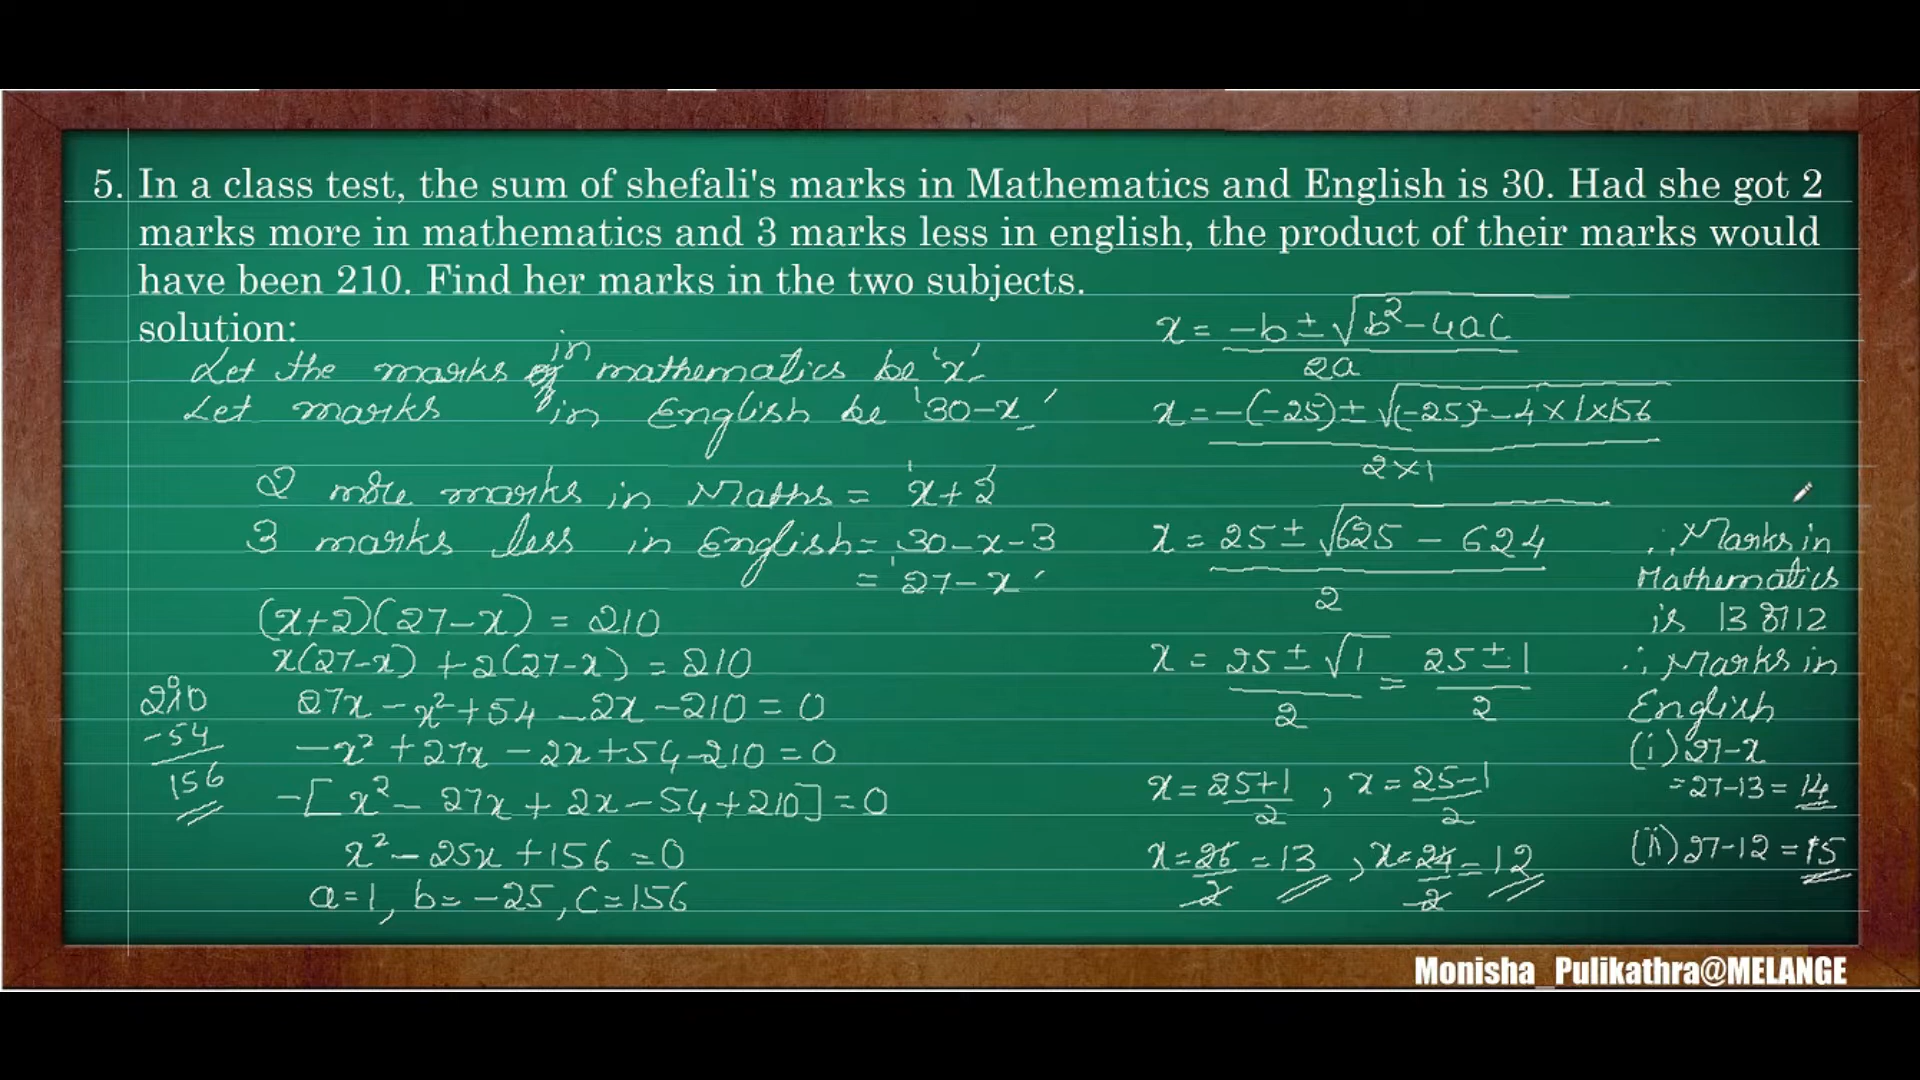 5. In a class test, the sum of shefali's marks in Mathematics and English is 30. Had she got 2
marks more in mathematics and 3 marks less in english, the product of their marks would
have been 210. Find her marks in the two subjects.
solution:
Let the marks in mathematics be 'x'
Let marks in English be '30-x'
2 more marks in Maths = 'x+2'
3 marks less in English = 30-x-3
= '27-x'
(x+2)(27-x) = 210
x(27-x) + 2(27-x) = 210
27x - x² + 54 - 2x - 210 = 0
-x² + 27x - 2x + 54 - 210 = 0
-[x² - 27x + 2x - 54 + 210] = 0
x² - 25x + 156 = 0
a=1, b= -25, c=156
210
-54
156
x = -b ± √b² - 4ac
2a
x = -(-25) ± √(-25)² - 4×1×156
2×1
x = 25 ± √625 - 624
2
x = 25 ± √1 = 25 ± 1
2 2
x = 25+1, x = 25-1
2 2
x = 26 = 13, x = 24 = 12
2 2
∴ Marks in
Mathematics
is 13 or 12
∴ Marks in
English
(i) 27-x
= 27-13 = 14
(ii) 27-12 = 15
Monisha_Pulikathra@MELANGE